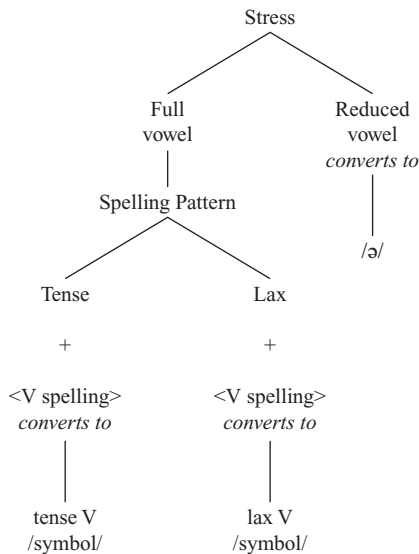 Stress
Full Reduced
vowel vowel
converts to
Spelling Pattern
/ə/
Tense Lax
+ +
<V spelling> <V spelling>
converts to converts to
tense V lax V
/symbol/ /symbol/